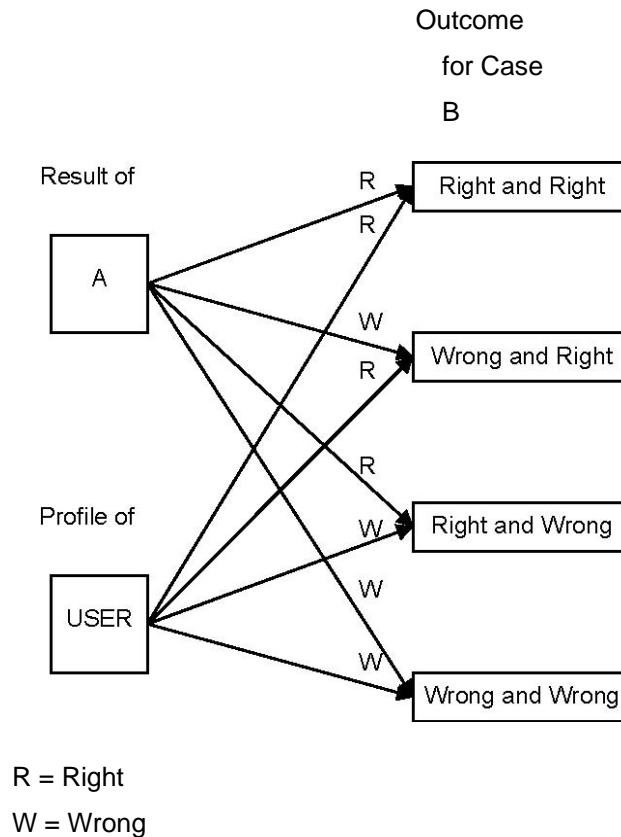 Outcome
for Case
B
Result of
R
Right and Right
R
A
W
Wrong and Right
R
R
Profile of
Right and Wrong
W
USER
W
W
Wrong and Wrong
R = Right
W = Wrong